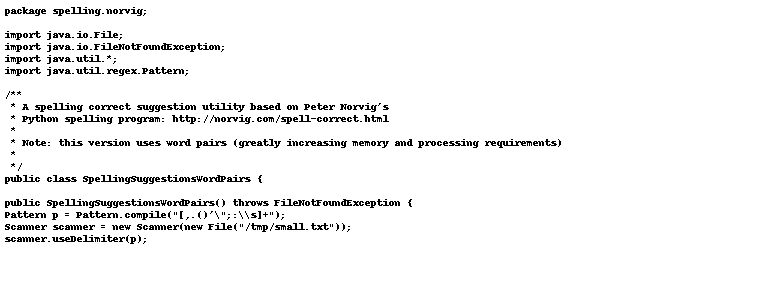 package spelling.norvig;
import java.io.File;
import java.io.FileNotFoundException;
import java.util.*;
import java.util.regex.Pattern;
/**
* A spelling correct suggestion utility based on Peter Norvig's
* Python spelling program: http://norvig.com/spell-correct.html
*
* Note: this version uses word pairs (greatly increasing memory and processing requirements)
*
*/
public class SpellingSuggestionsWordPairs {
public SpellingSuggestionsWordPairs() throws FileNotFoundException {
Pattern p = Pattern.compile("[,.()'\";:\\s]+");
Scanner scanner = new Scanner(new File("/tmp/small.txt"));
scanner.useDelimiter(p);